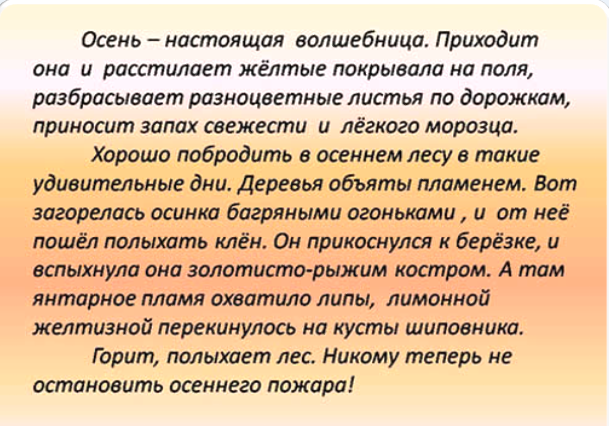 Осень – настоящая волшебница. Приходит
она и расстилает жёлтые покрывала на поля,
разбрасывает разноцветные листья по дорожкам,
приносит запах свежести и лёгкого морозца.
Хорошо побродить в осеннем лесу в такие
удивительные дни. Деревья объяты пламенем. Вот
загорелась осинка багряными огоньками , и от неё
пошёл полыхать клён. Он прикоснулся к берёзке, и
вспыхнула она золотисто-рыжим костром. А там
янтарное пламя охватило липы, лимонной
желтизной перекинулось на кусты шиповника.
Горит, полыхает лес. Никому теперь не
остановить осеннего пожара!